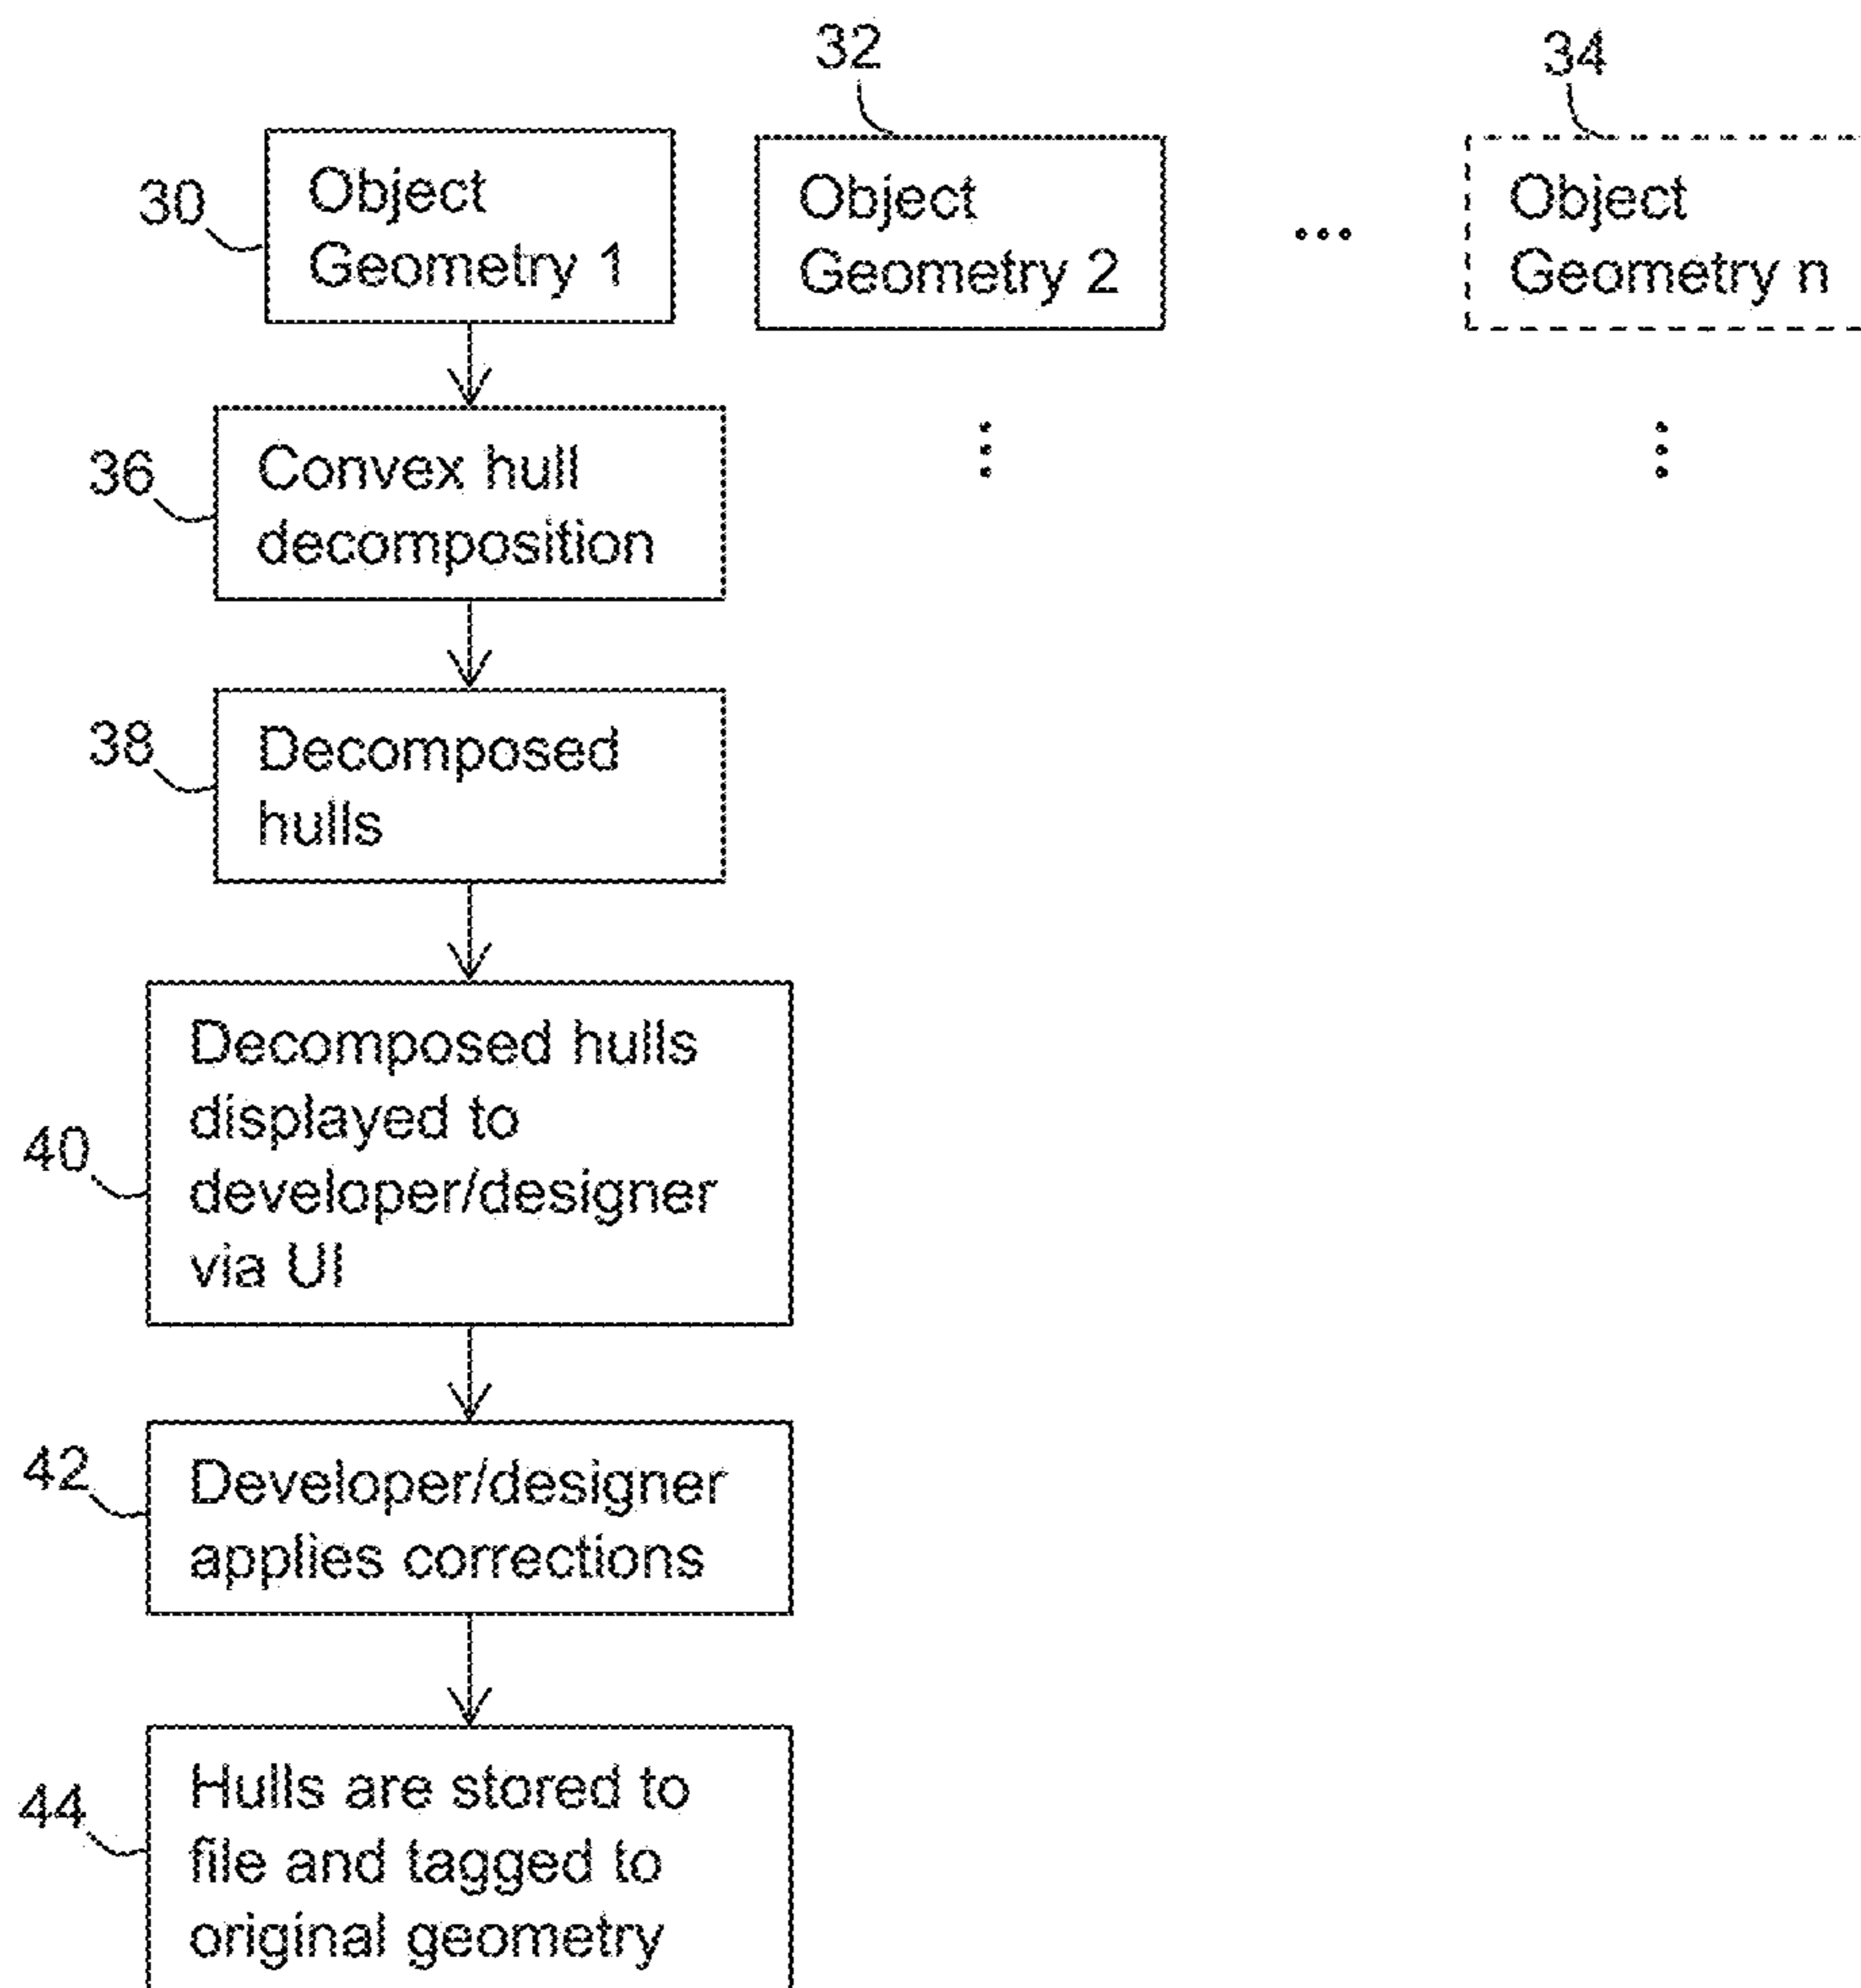 32
34
30
Object
Geometry 1
Object
Geometry 2
...
Object
Geometry n
36
Convex hull
decomposition
38
Decomposed
hulls
40
Decomposed hulls
displayed to
developer/designer
via UI
42
Developer/designer
applies corrections
44
Hulls are stored to
file and tagged to
original geometry